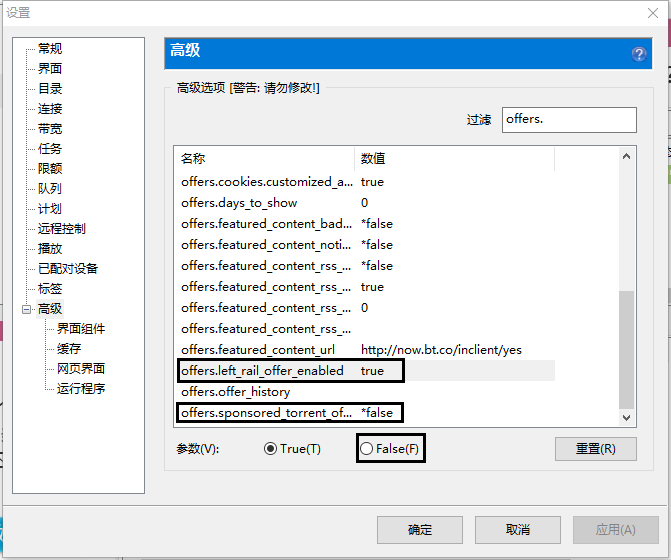 设置
常规
界面
目录
连接
带宽
任务
限额
队列
计划
远程控制
播放
已配对设备
标签
高级
界面组件
缓存
网页界面
运行程序
高级
高级选项 [警告: 请勿修改!]
过滤 offers.
名称 数值
offers.cookies.customized_a... true
offers.days_to_show 0
offers.featured_content_bad... *false
offers.featured_content_noti... *false
offers.featured_content_rss_... *false
offers.featured_content_rss_... true
offers.featured_content_rss_... 0
offers.featured_content_rss_...
offers.featured_content_url http://now.bt.co/inclient/yes
offers.left_rail_offer_enabled true
offers.offer_history
offers.sponsored_torrent_of... *false
参数(V): True(T) False(F) 重置(R)
确定 取消 应用(A)